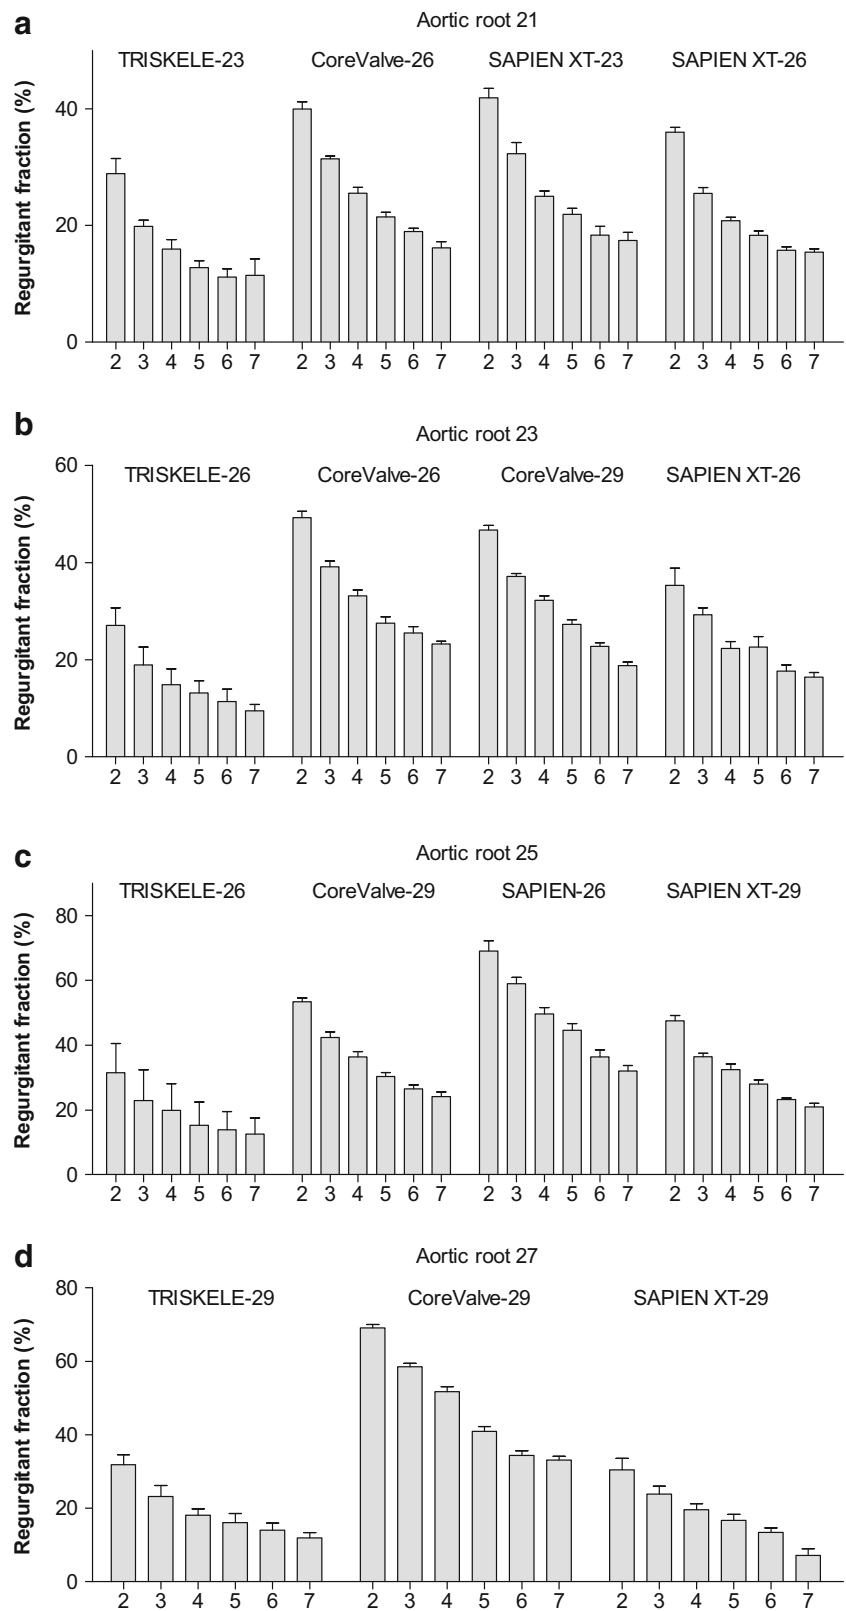 a
Aortic root 21
TRISKELE-23 CoreValve-26 SAPIEN XT-23 SAPIEN XT-26
Regurgitant fraction (%)
40
20
0
2 3 4 5 6 7 2 3 4 5 6 7 2 3 4 5 6 7 2 3 4 5 6 7
b
Aortic root 23
60
TRISKELE-26 CoreValve-26 CoreValve-29 SAPIEN XT-26
Regurgitant fraction (%)
40
20
0
2 3 4 5 6 7 2 3 4 5 6 7 2 3 4 5 6 7 2 3 4 5 6 7
c
Aortic root 25
TRISKELE-26 CoreValve-29 SAPIEN-26 SAPIEN XT-29
Regurgitant fraction (%)
80
60
40
20
0
2 3 4 5 6 7 2 3 4 5 6 7 2 3 4 5 6 7 2 3 4 5 6 7
d
Aortic root 27
80
TRISKELE-29 CoreValve-29 SAPIEN XT-29
Regurgitant fraction (%)
60
40
20
0
2 3 4 5 6 7 2 3 4 5 6 7 2 3 4 5 6 7